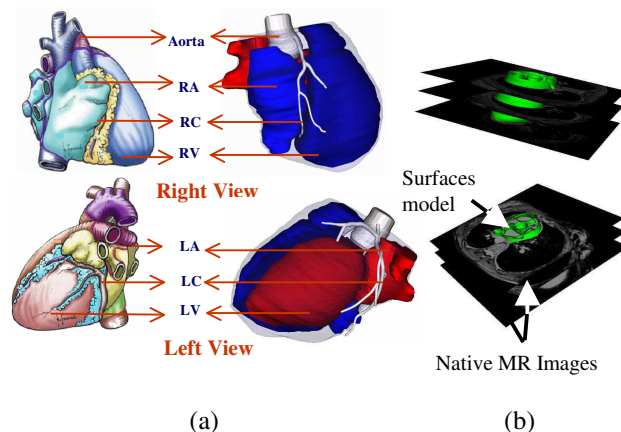 Aorta
RA
RC
RV
Right View
Surfaces
model
LA
LC
LV
Left View
Native MR Images
(a)
(b)